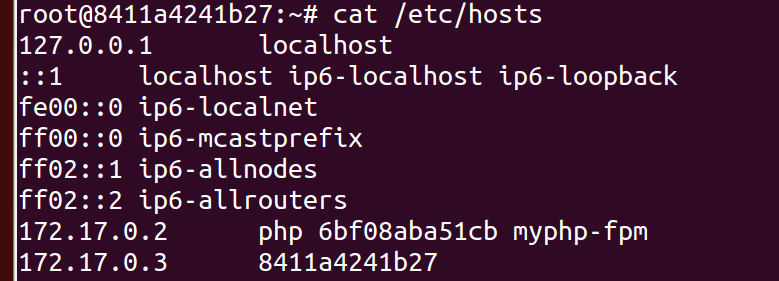 root@8411a4241b27:~# cat /etc/hosts
127.0.0.1 localhost
::1 localhost ip6-localhost ip6-loopback
fe00::0 ip6-localnet
ff00::0 ip6-mcastprefix
ff02::1 ip6-allnodes
ff02::2 ip6-allrouters
172.17.0.2 php 6bf08aba51cb myphp-fpm
172.17.0.3 8411a4241b27